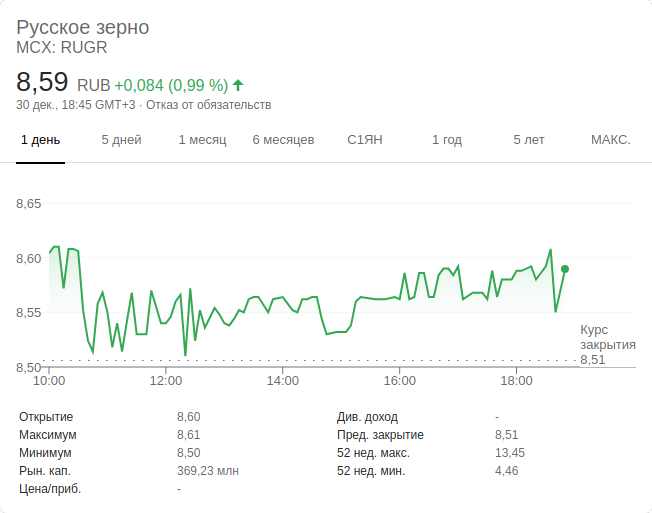 Русское зерно
MCX: RUGR
8,59 RUB +0,084 (0,99 %)
30 дек., 18:45 GMT+3 · Отказ от обязательств
1 день 5 дней 1 месяц 6 месяцев С1ЯН 1 год 5 лет МАКС.
8,65
8,60
8,55
8,50
Курс
закрытия
8,51
10:00 12:00 14:00 16:00 18:00
Открытие 8,60 Див. доход -
Максимум 8,61 Пред. закрытие 8,51
Минимум 8,50 52 нед. макс. 13,45
Рын. кап. 369,23 млн 52 нед. мин. 4,46
Цена/приб. -